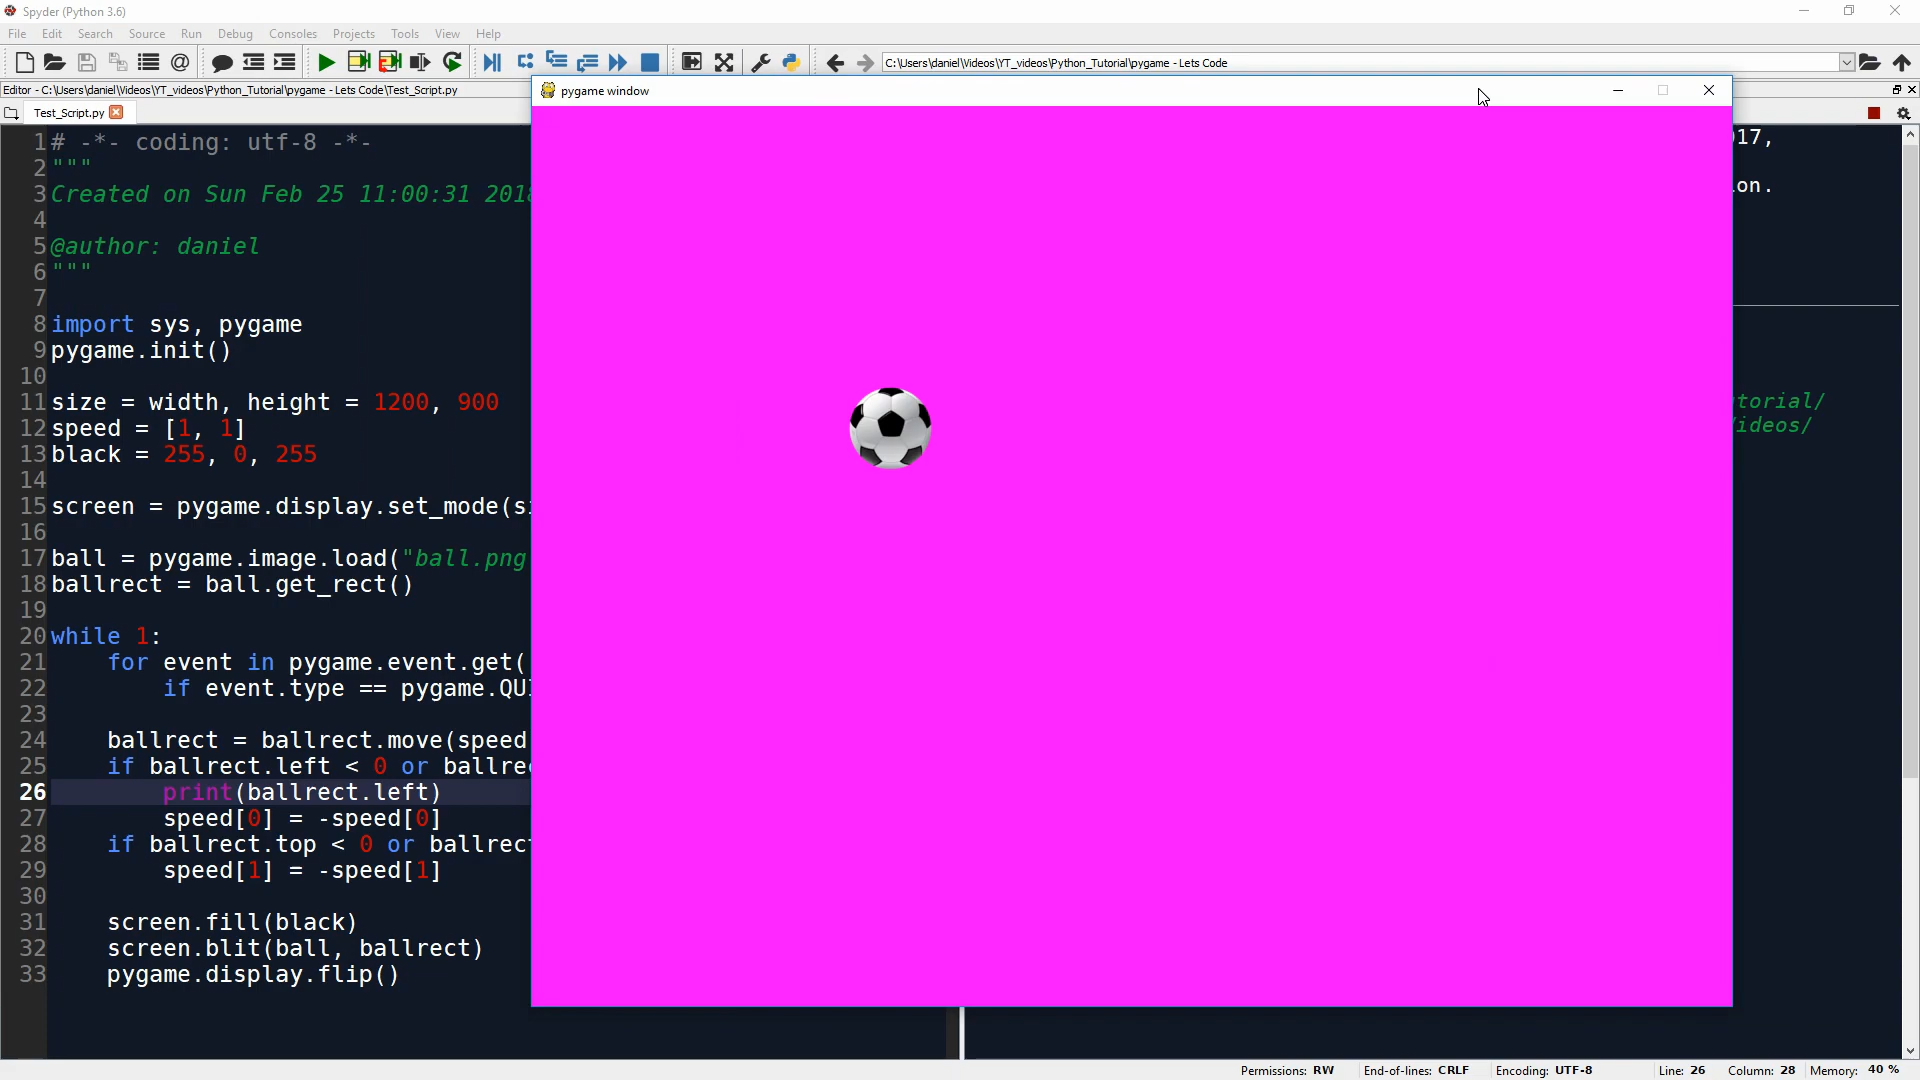 Spyder (Python 3.6)
File Edit Search Source Run Debug Consoles Projects Tools View Help
C:\Users\daniel\Videos\YT_videos\Python_Tutorial\pygame - Lets Code
Editor - C:\Users\daniel\Videos\YT_videos\Python_Tutorial\pygame - Lets Code\Test_Script.py
pygame window
Test_Script.py
1 # -*- coding: utf-8 -*-
2 """
3 Created on Sun Feb 25 11:00:31 2018
4
5 @author: daniel
6 """
7
8 import sys, pygame
9 pygame.init()
10
11 size = width, height = 1200, 900
12 speed = [1, 1]
13 black = 255, 0, 255
14
15 screen = pygame.display.set_mode(si
16
17 ball = pygame.image.load("ball.png
18 ballrect = ball.get_rect()
19
20 while 1:
21 for event in pygame.event.get(
22 if event.type == pygame.QUI
23
24 ballrect = ballrect.move(speed
25 if ballrect.left < 0 or ballrec
26 print(ballrect.left)
27 speed[0] = -speed[0]
28 if ballrect.top < 0 or ballrect
29 speed[1] = -speed[1]
30
31 screen.fill(black)
32 screen.blit(ball, ballrect)
33 pygame.display.flip()
17,
on.
torial/
ideos/
Permissions: RW End-of-lines: CRLF Encoding: UTF-8 Line: 26 Column: 28 Memory: 40 %